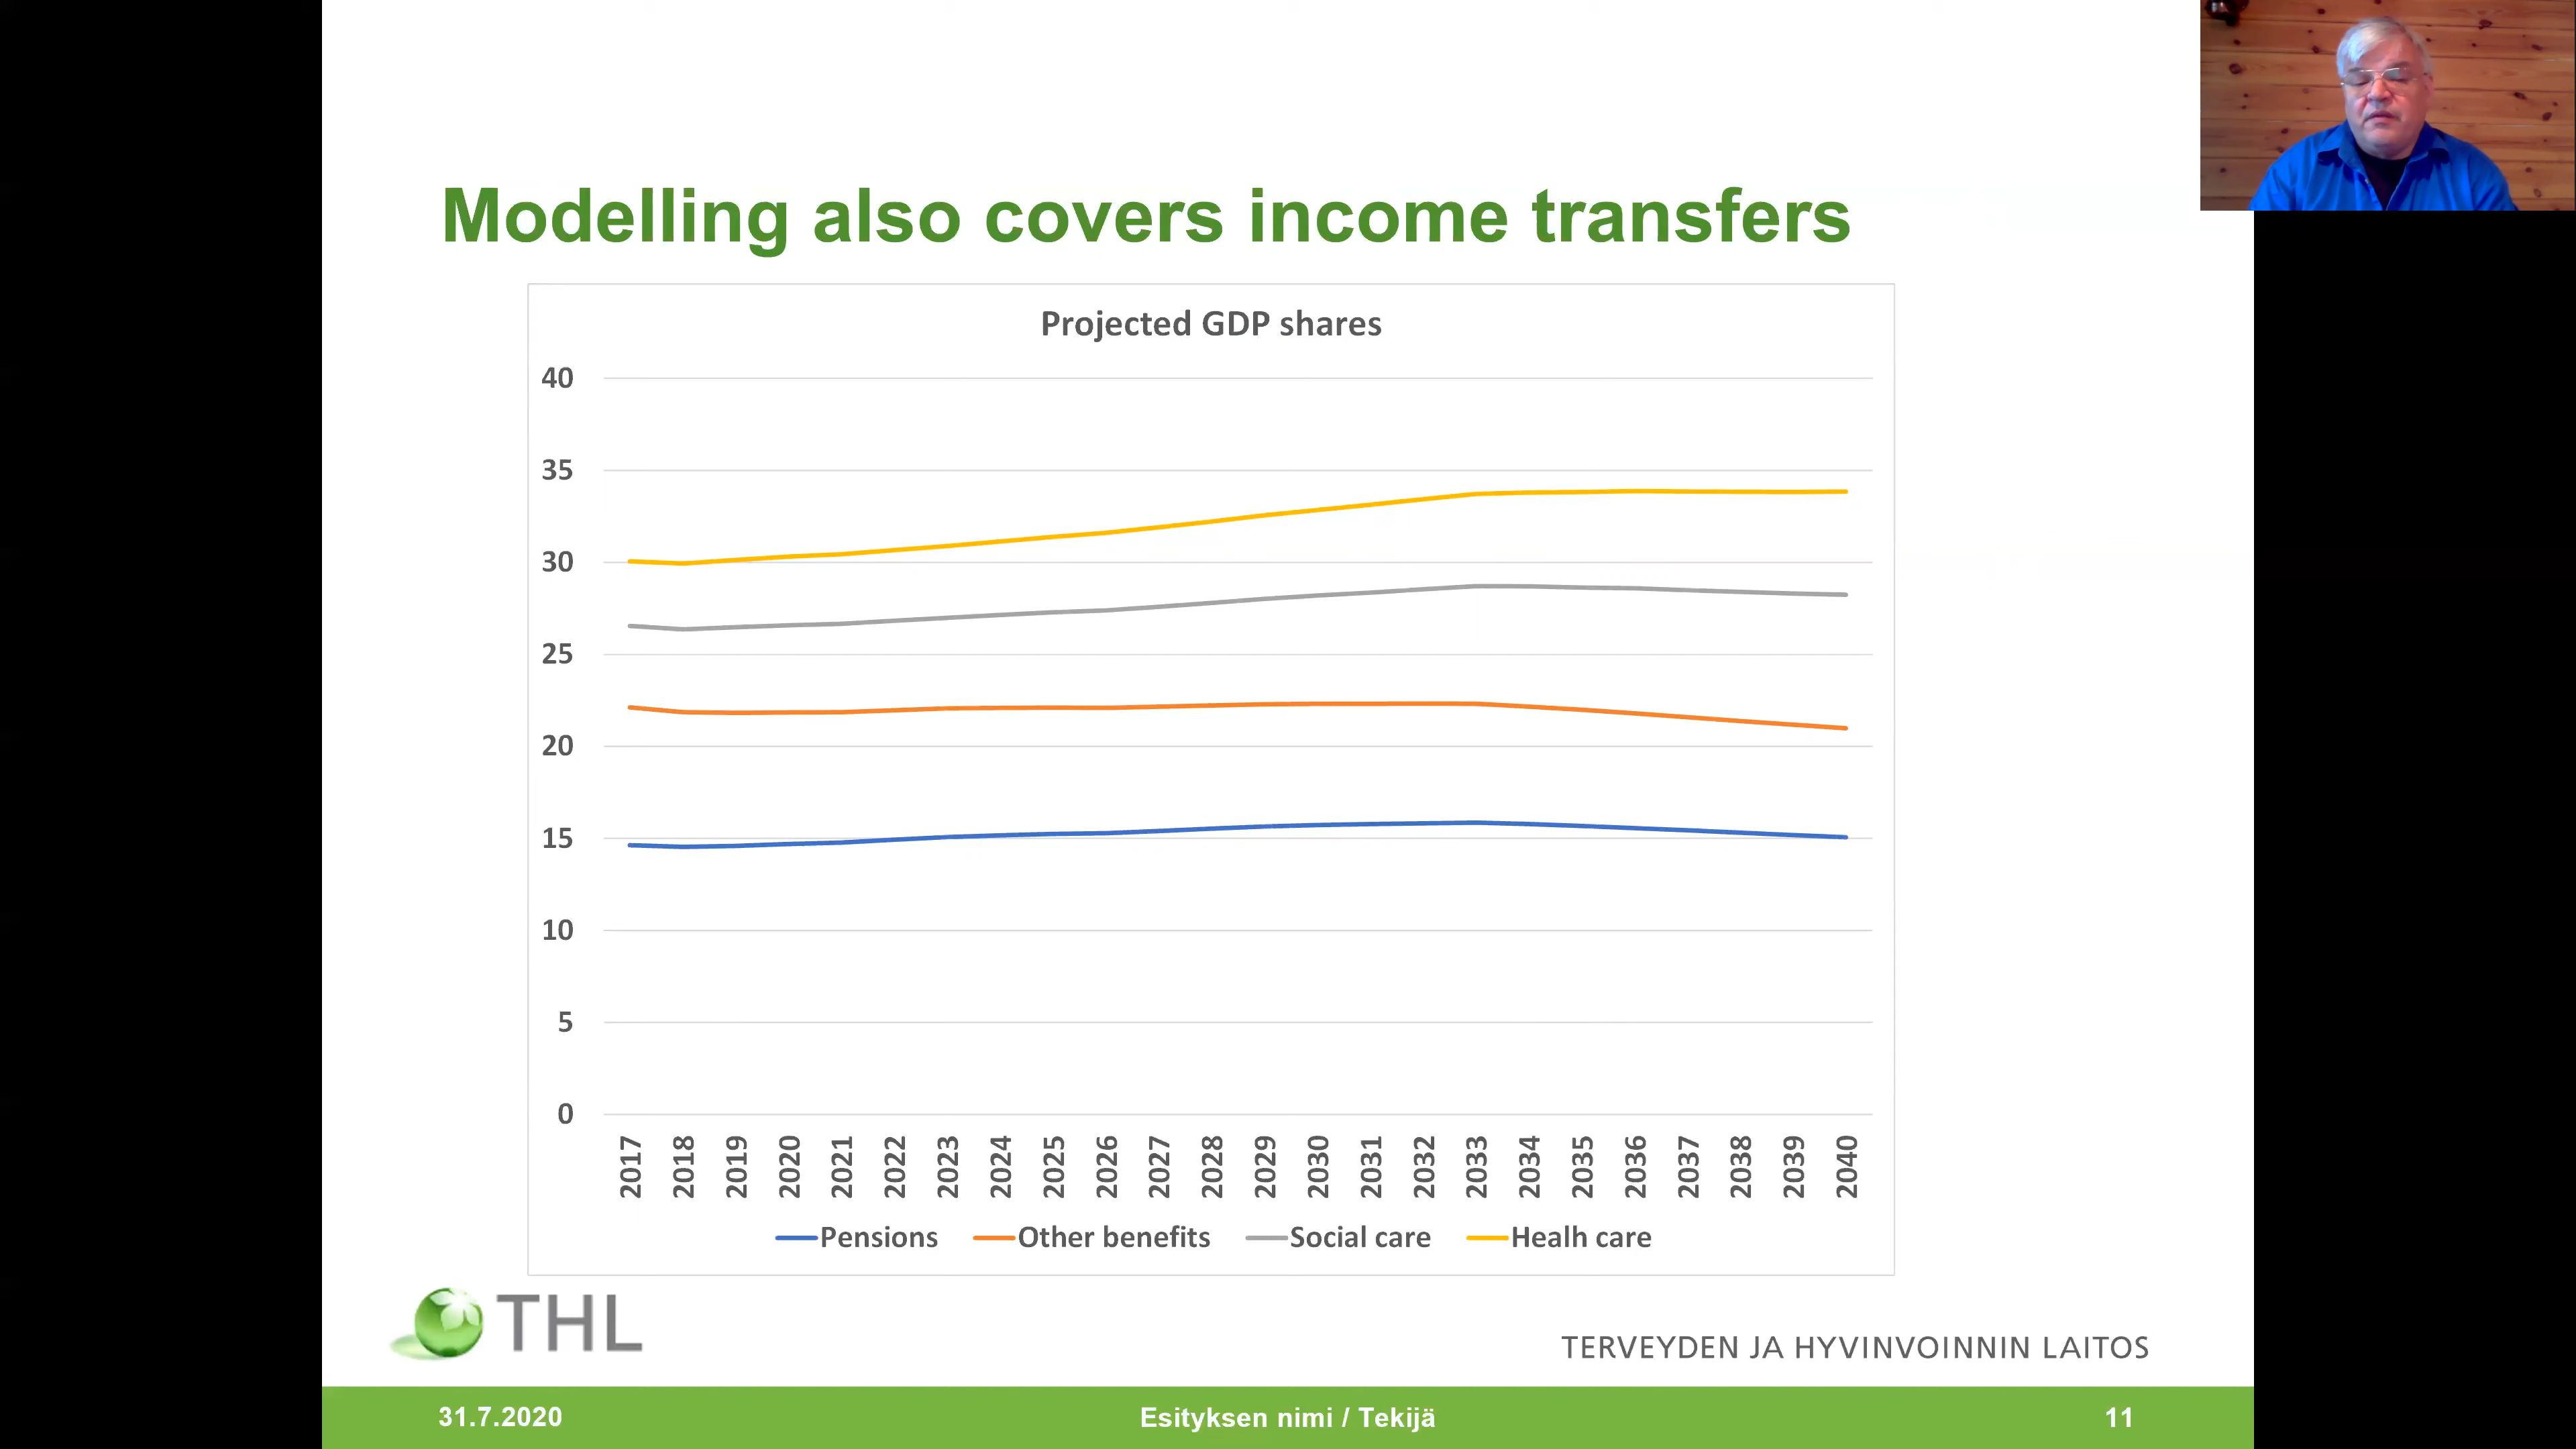 Modelling also covers income transfers
Projected GDP shares
40
35
30
25
20
15
10
5
0
2017 2018 2019 2020 2021 2022 2023 2024 2025 2026 2027 2028 2029 2030 2031 2032 2033 2034 2035 2036 2037 2038 2039 2040
Pensions Other benefits Social care Healh care
THL
TERVEYDEN JA HYVINVOINNIN LAITOS
31.7.2020 Esityksen nimi / Tekijä 11